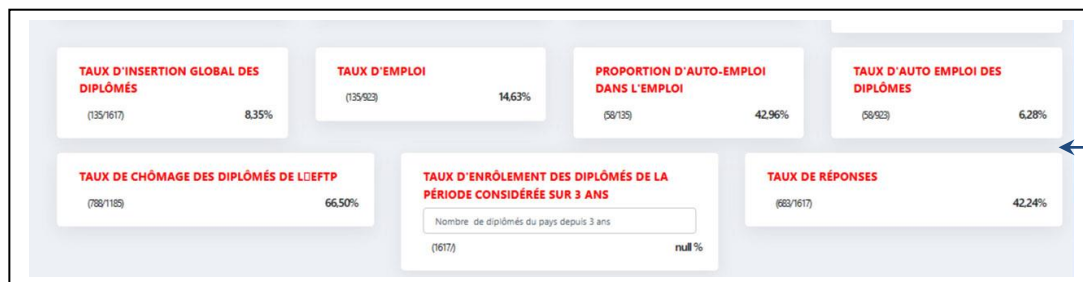 TAUX D'INSERTION GLOBAL DES
DIPLÔMÉS
(135/1617) 8,35%
TAUX D'EMPLOI
(135/923) 14,63%
PROPORTION D'AUTO-EMPLOI
DANS L'EMPLOI
(58/135) 42,96%
TAUX D'AUTO EMPLOI DES
DIPLÔMES
(58/923) 6,28%
TAUX DE CHÔMAGE DES DIPLÔMÉS DE L▯EFTP
(788/1185) 66,50%
TAUX D'ENRÔLEMENT DES DIPLÔMÉS DE LA
PÉRIODE CONSIDÉRÉE SUR 3 ANS
Nombre de diplômés du pays depuis 3 ans
(1617/) null %
TAUX DE RÉPONSES
(683/1617) 42,24%